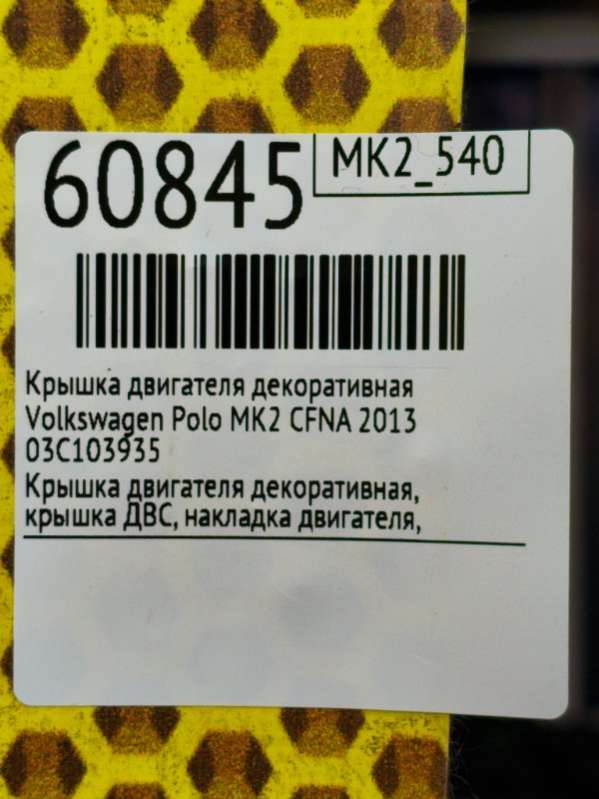 60845
MK2_540
Крышка двигателя декоративная
Volkswagen Polo MK2 CFNA 2013
03C103935
Крышка двигателя декоративная,
крышка ДВС, накладка двигателя,